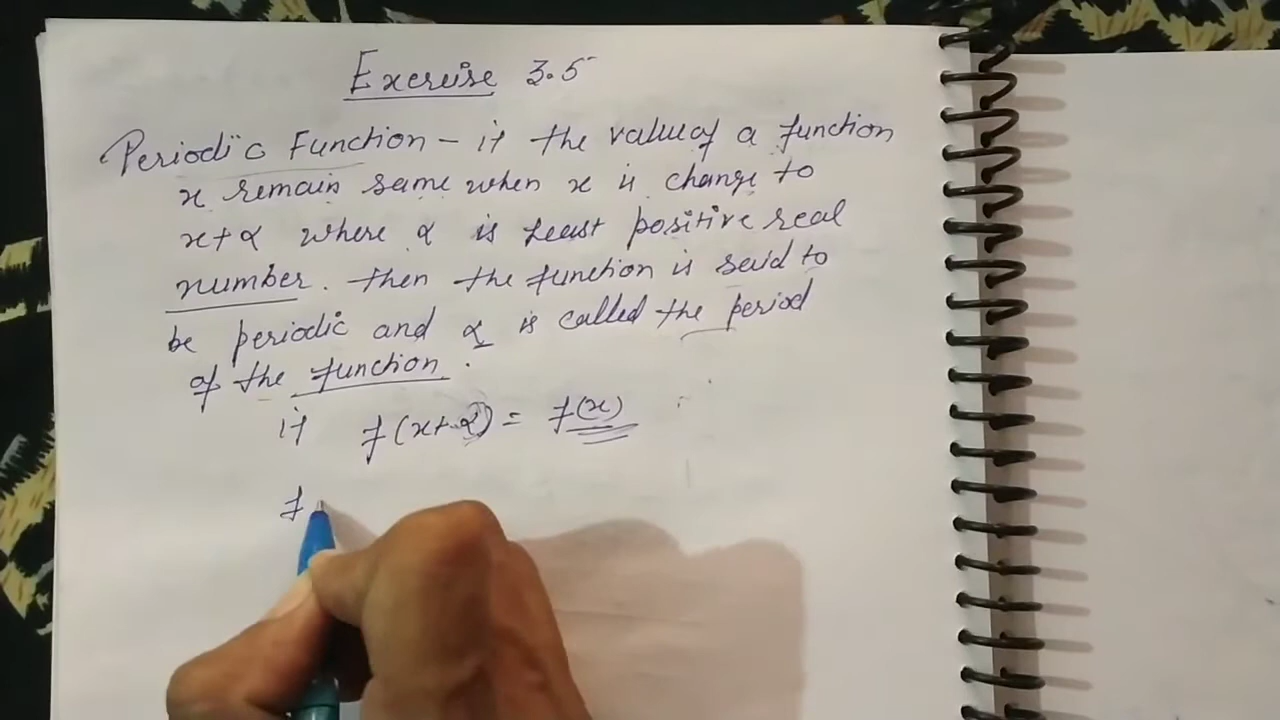 Exercise 3.5
Periodic Function - if the value of a function
x remain same when x is change to
x+α where α is least positive real
number. then the function is said to
be periodic and α is called the period
of the function.
if f(x+α) = f(x)
f